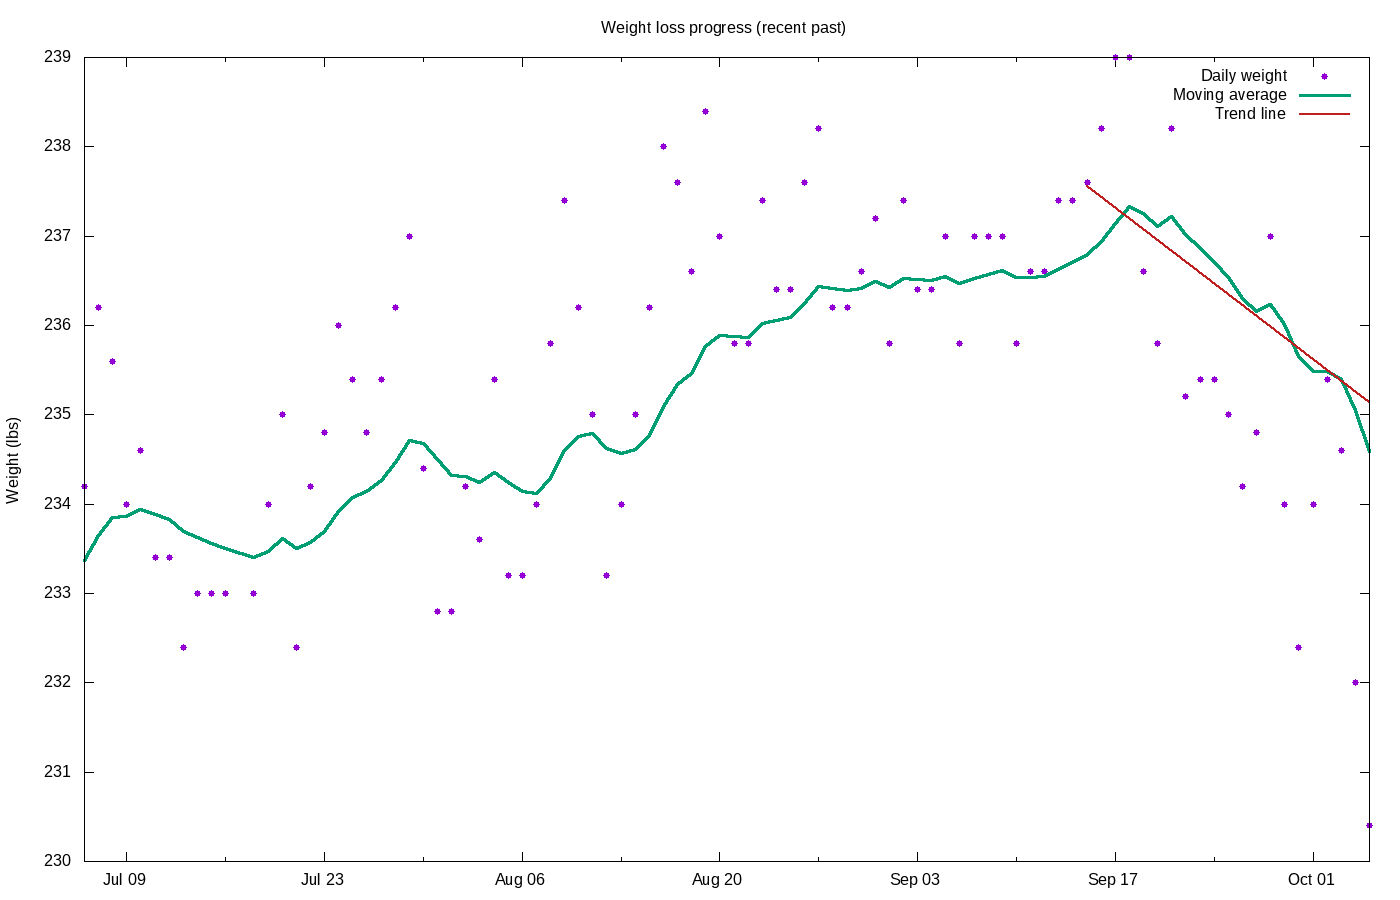 Weight loss progress (recent past)
239
238
237
236
235
234
233
232
231
230
Weight (lbs)
Daily weight
Moving average
Trend line
Jul 09 Jul 23 Aug 06 Aug 20 Sep 03 Sep 17 Oct 01